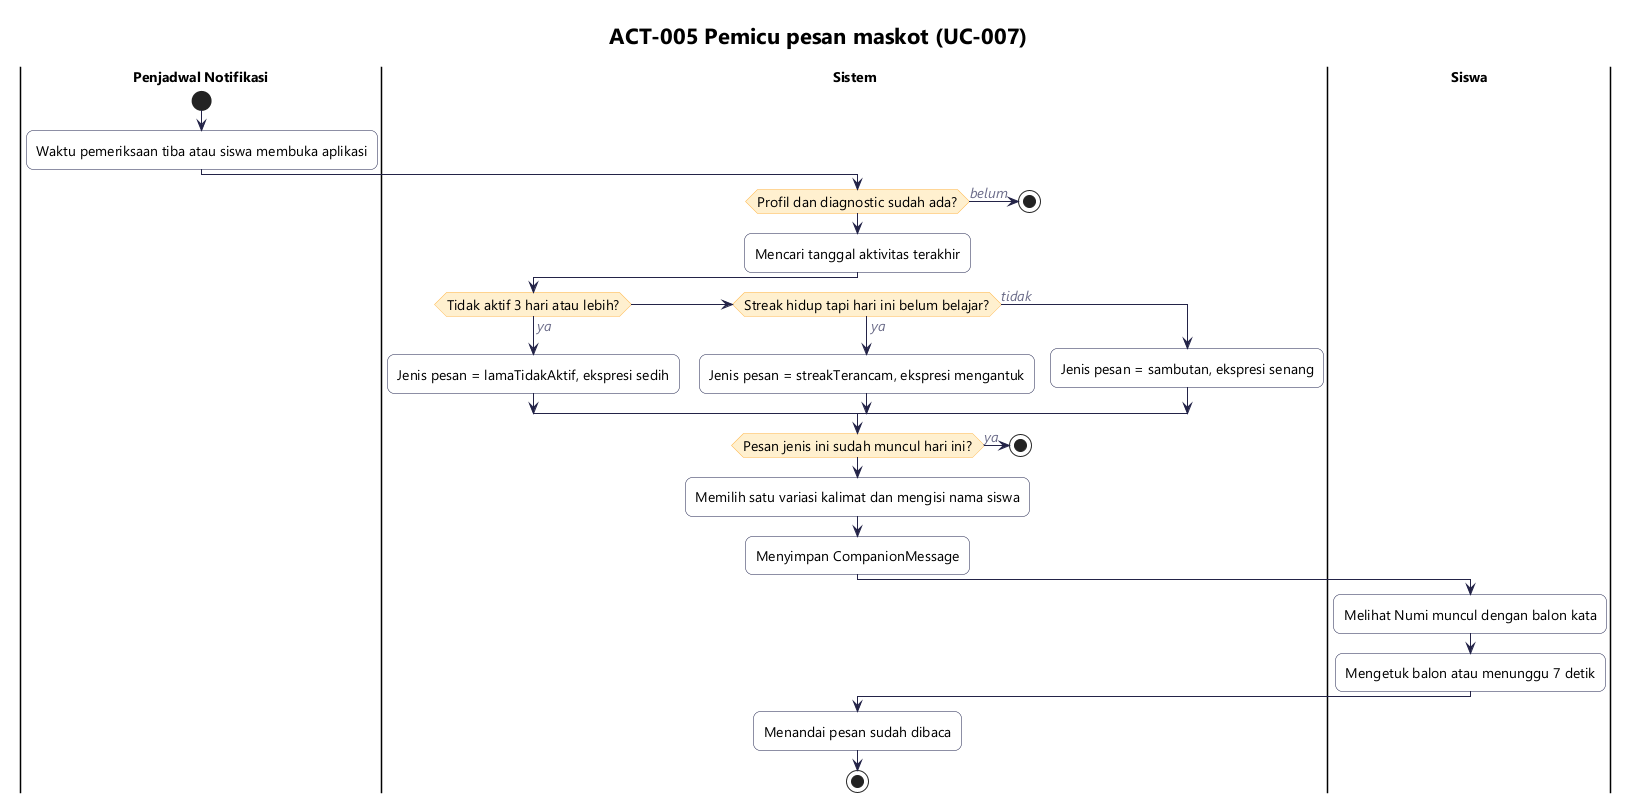 ACT-005 Pemicu pesan maskot (UC-007)
Penjadwal Notifikasi
Sistem
Siswa
Waktu pemeriksaan tiba atau siswa membuka aplikasi
Profil dan diagnostic sudah ada?
belum
Mencari tanggal aktivitas terakhir
Tidak aktif 3 hari atau lebih?
Streak hidup tapi hari ini belum belajar?
tidak
ya
ya
Jenis pesan = lamaTidakAktif, ekspresi sedih
Jenis pesan = streakTerancam, ekspresi mengantuk
Jenis pesan = sambutan, ekspresi senang
Pesan jenis ini sudah muncul hari ini?
ya
Memilih satu variasi kalimat dan mengisi nama siswa
Menyimpan CompanionMessage
Melihat Numi muncul dengan balon kata
Mengetuk balon atau menunggu 7 detik
Menandai pesan sudah dibaca